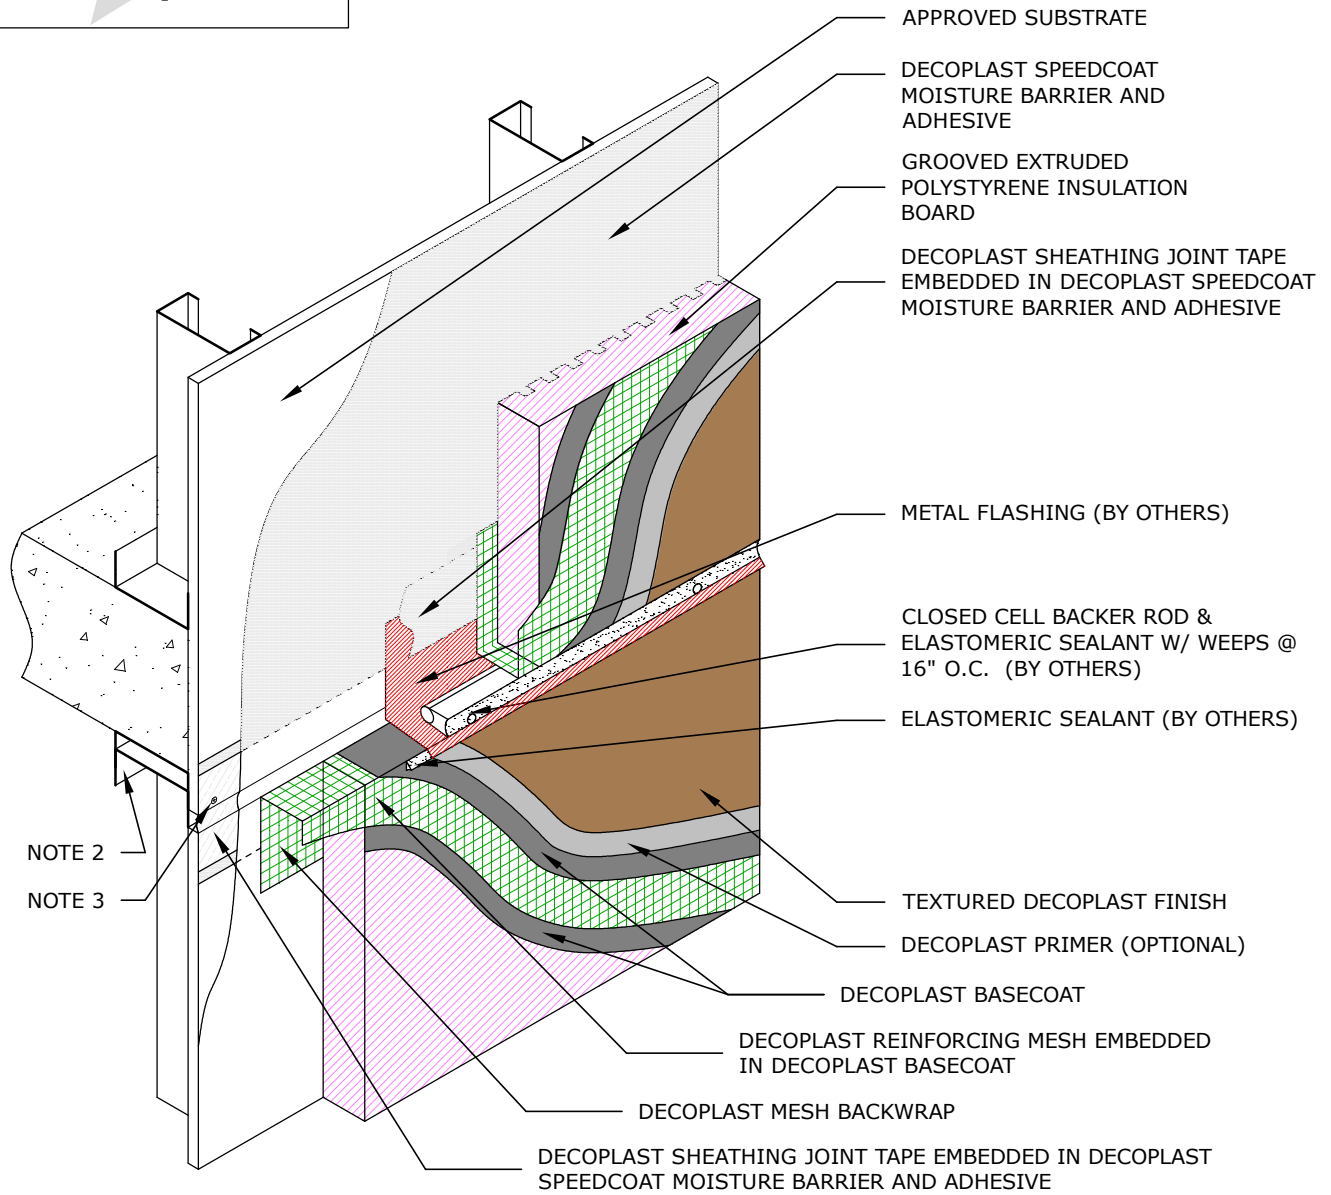 APPROVED SUBSTRATE
DECOPLAST SPEEDCOAT
MOISTURE BARRIER AND
ADHESIVE
GROOVED EXTRUDED
POLYSTYRENE INSULATION
BOARD
DECOPLAST SHEATHING JOINT TAPE
EMBEDDED IN DECOPLAST SPEEDCOAT
MOISTURE BARRIER AND ADHESIVE
METAL FLASHING (BY OTHERS)
CLOSED CELL BACKER ROD &
ELASTOMERIC SEALANT W/ WEEPS @
16" O.C. (BY OTHERS)
ELASTOMERIC SEALANT (BY OTHERS)
NOTE 2
NOTE 3
TEXTURED DECOPLAST FINISH
DECOPLAST PRIMER (OPTIONAL)
DECOPLAST BASECOAT
DECOPLAST REINFORCING MESH EMBEDDED
IN DECOPLAST BASECOAT
DECOPLAST MESH BACKWRAP
DECOPLAST SHEATHING JOINT TAPE EMBEDDED IN DECOPLAST
SPEEDCOAT MOISTURE BARRIER AND ADHESIVE